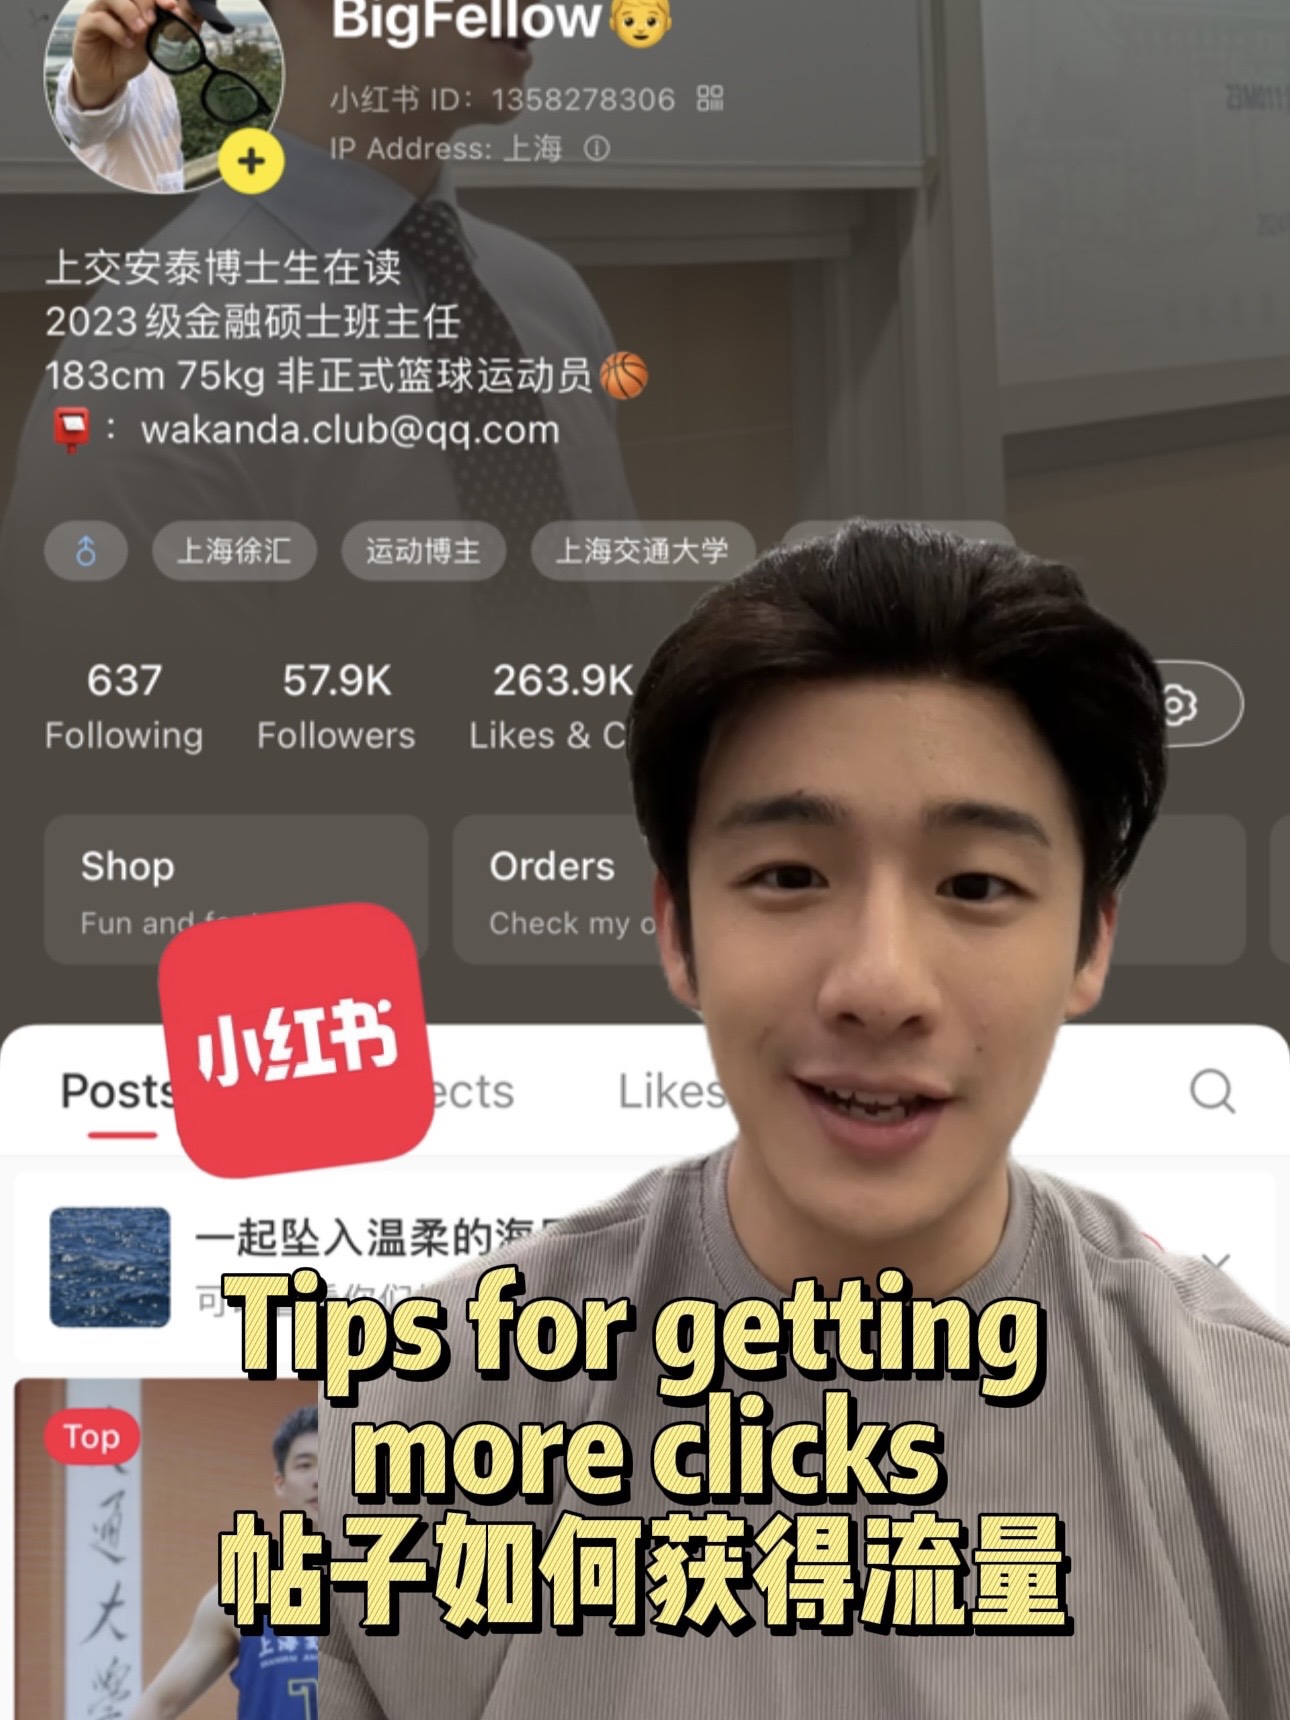 BigFellow
小红书 ID: 1358278306
IP Address: 上海
上交安泰博士生在读
2023级金融硕士班主任
183cm 75kg 非正式篮球运动员
： wakanda.club@qq.com
上海徐汇 运动博主 上海交通大学
637 57.9K 263.9K
Following Followers Likes & C
Shop Orders
Fun and Check my o
小红书
Posts ects Likes
一起坠入温柔的海
Tips for getting
more clicks
帖子如何获得流量
Top
通
大
學
上海